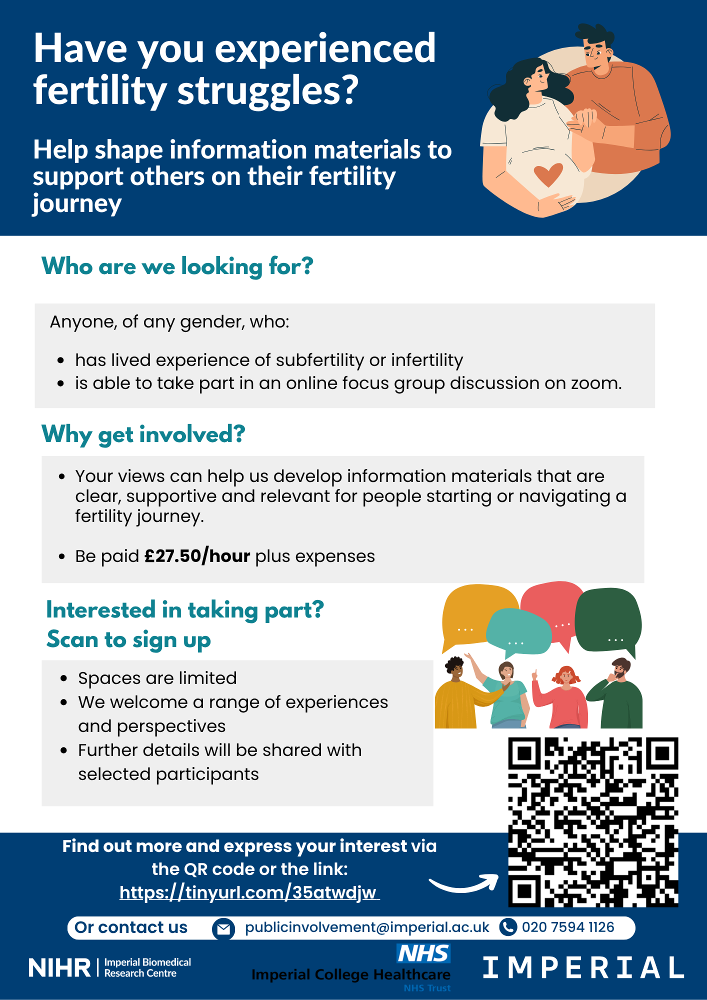 Have you experienced
fertility struggles?
Help shape information materials to
support others on their fertility
journey
Who are we looking for?
Anyone, of any gender, who:
• has lived experience of subfertility or infertility
• is able to take part in an online focus group discussion on zoom.
Why get involved?
• Your views can help us develop information materials that are
clear, supportive and relevant for people starting or navigating a
fertility journey.
• Be paid £27.50/hour plus expenses
Interested in taking part?
Scan to sign up
• Spaces are limited
• We welcome a range of experiences
and perspectives
• Further details will be shared with
selected participants
Find out more and express your interest via
the QR code or the link:
https://tinyurl.com/35atwdjw
Or contact us publicinvolvement@imperial.ac.uk 020 7594 1126
NIHR | Imperial Biomedical
Research Centre
NHS
Imperial College Healthcare
NHS Trust
IMPERIAL